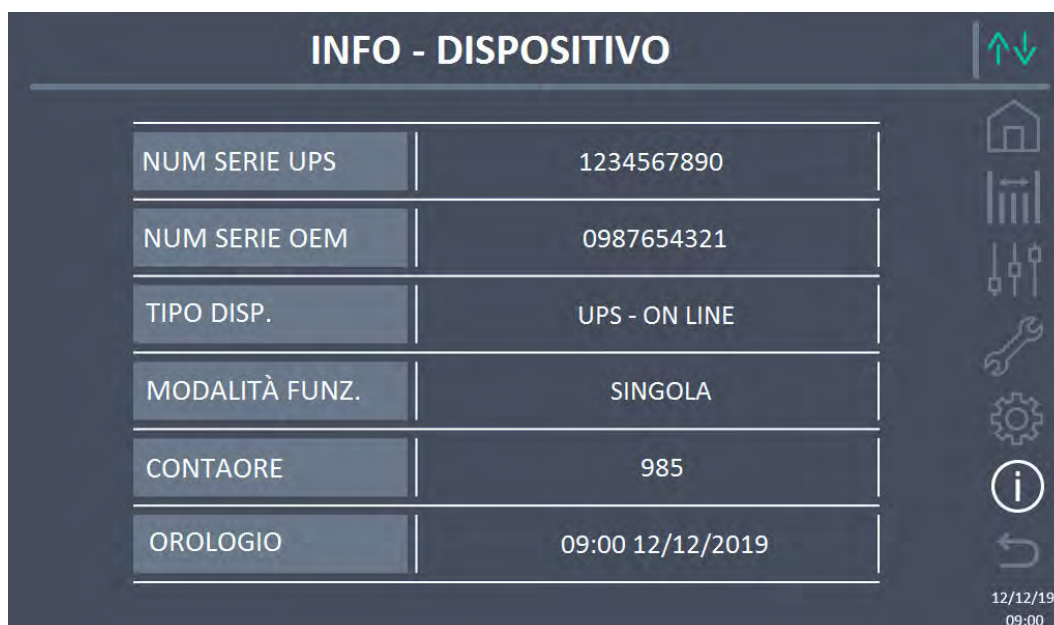 INFO - DISPOSITIVO
NUM SERIE UPS 1234567890
NUM SERIE OEM 0987654321
TIPO DISP. UPS - ON LINE
MODALITÀ FUNZ. SINGOLA
CONTAORE 985
OROLOGIO 09:00 12/12/2019
12/12/19
09:00